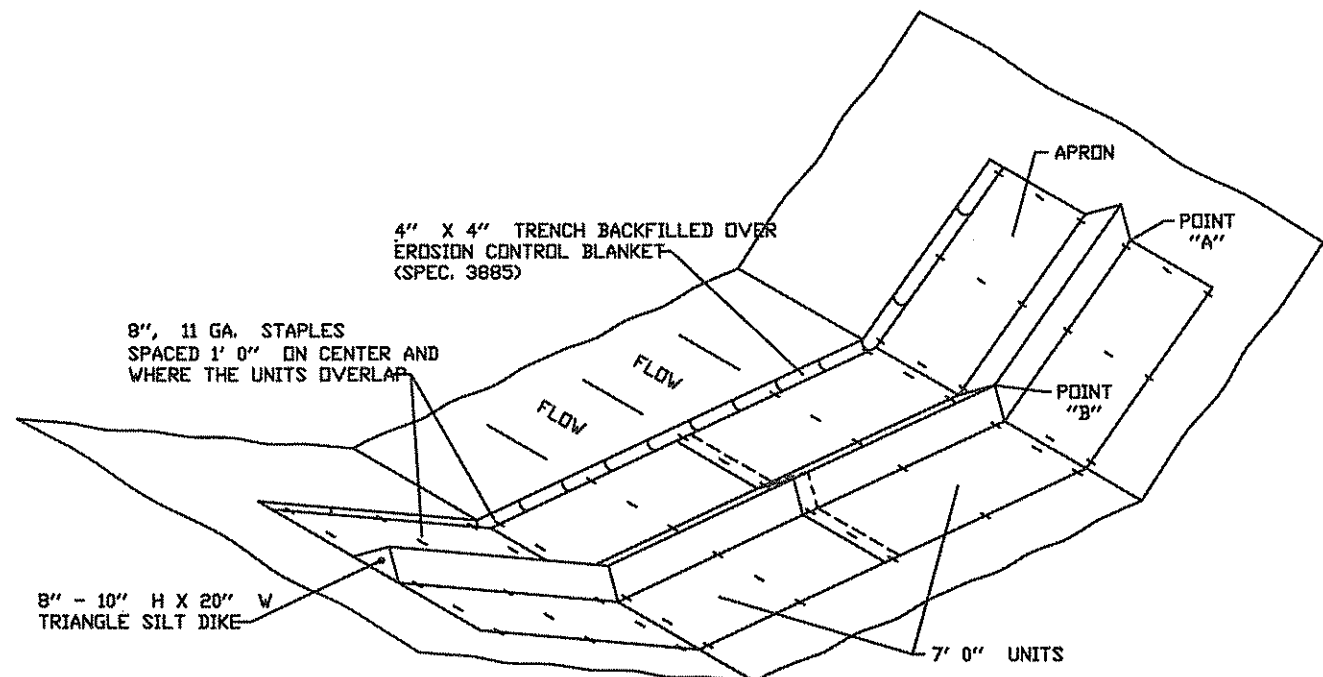 APRON
POINT
"A"
4" X 4" TRENCH BACKFILLED OVER
EROSION CONTROL BLANKET
(SPEC. 3885)
8", 11 GA. STAPLES
SPACED 1' 0" ON CENTER AND
WHERE THE UNITS OVERLAP
FLOW
FLOW
POINT
"B"
8" - 10" H X 20" W
TRIANGLE SILT DIKE
7' 0" UNITS